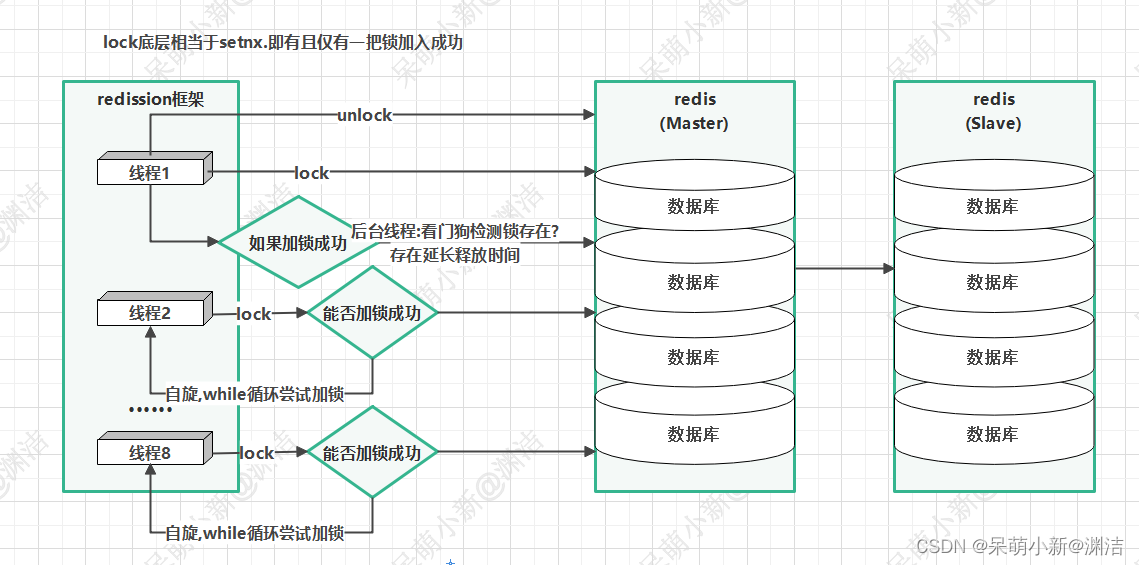 lock底层相当于setnx.即有且仅有一把锁加入成功
redission框架
redis
(Master)
redis
(Slave)
unlock
线程1
lock
如果加锁成功
后台线程:看门狗检测锁存在?
存在延长释放时间
数据库
数据库
数据库
数据库
数据库
数据库
数据库
数据库
线程2
lock
能否加锁成功
自旋,while循环尝试加锁
······
线程8
lock
能否加锁成功
自旋,while循环尝试加锁
呆萌小新@渊洁
CSDN @呆萌小新@渊洁